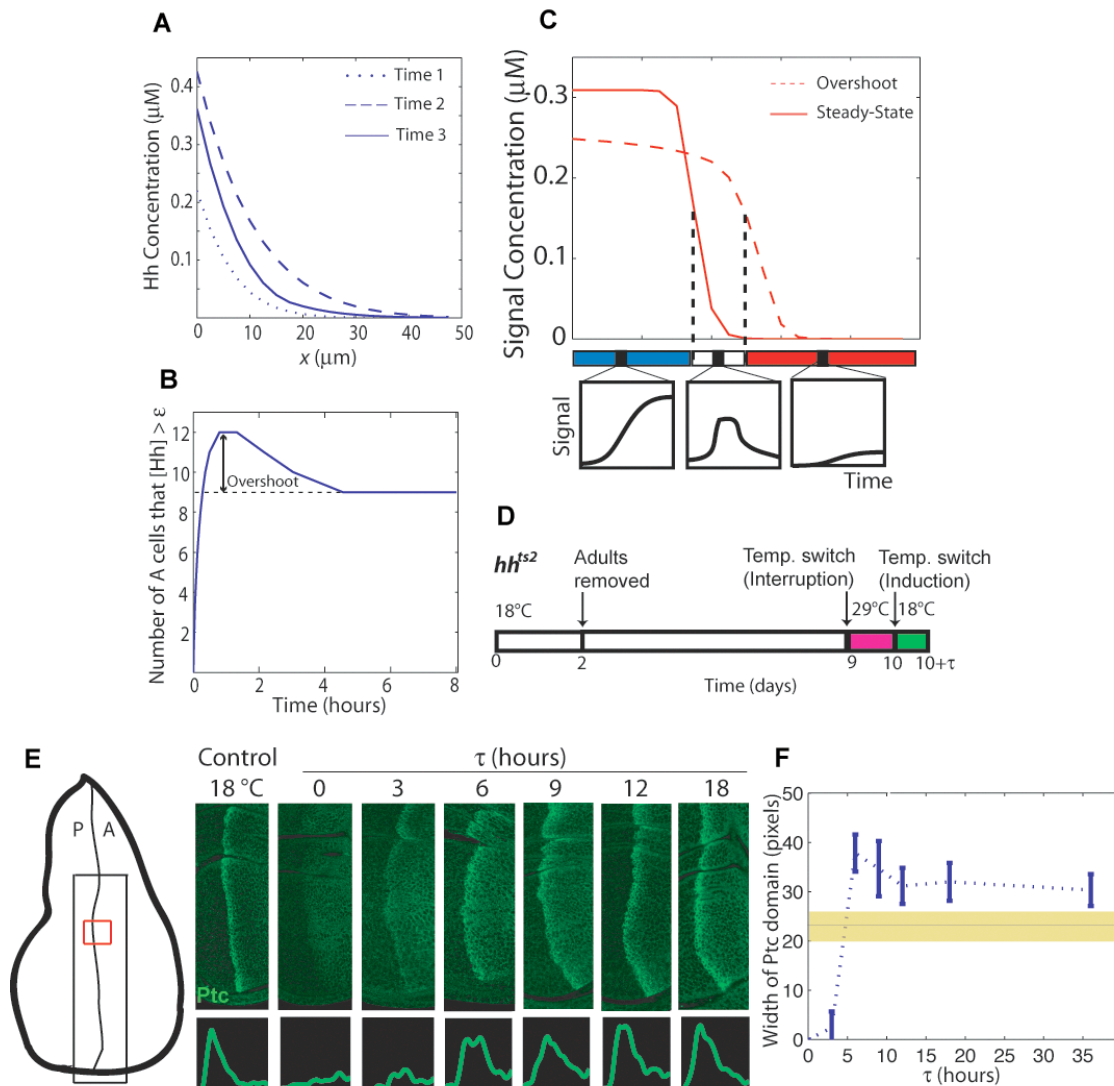 A
Hh Concentration (μM)
0.4
0.3
0.2
0.1
Time 1
Time 2
Time 3
0 10 20 30 40 50
x (μm)
B
Number of A cells that [Hh] > ε
12
10
8
6
4
2
Overshoot
0 2 4 6 8
Time (hours)
C
Signal Concentration (μM)
0.3
0.2
0.1
0
Overshoot
Steady-State
Signal
Time
D
hh^ts2
Adults removed
Temp. switch (Interruption)
Temp. switch (Induction)
18°C
29°C
18°C
0 2 9 10 10+τ
Time (days)
E
P A
Control
18 °C
τ (hours)
0 3 6 9 12 18
Ptc
F
Width of Ptc domain (pixels)
50
40
30
20
10
0
0 5 10 15 20 25 30 35
τ (hours)